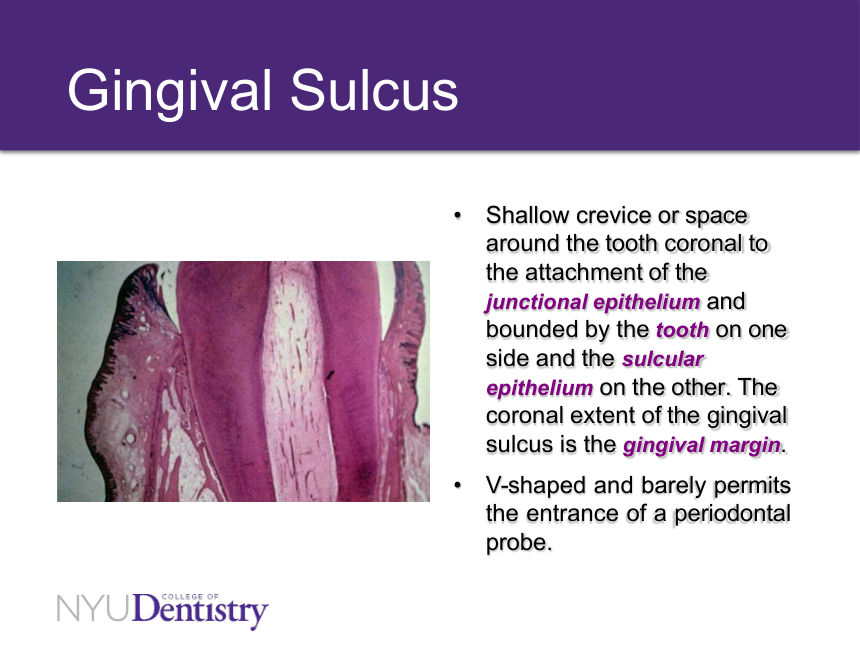 Gingival Sulcus
• Shallow crevice or space
around the tooth coronal to
the attachment of the
junctional epithelium and
bounded by the tooth on one
side and the sulcular
epithelium on the other. The
coronal extent of the gingival
sulcus is the gingival margin.
• V-shaped and barely permits
the entrance of a periodontal
probe.
NYU COLLEGE OF Dentistry